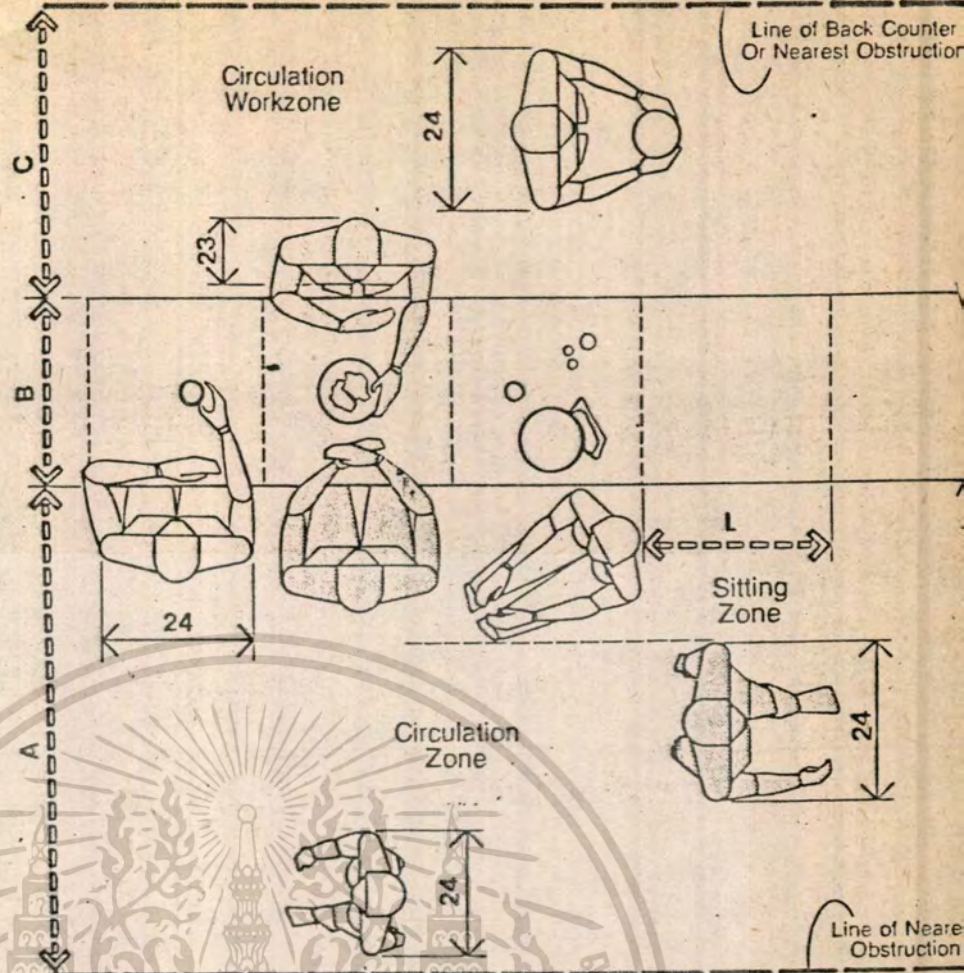 Line of Back Counter
Or Nearest Obstruction
Circulation
Workzone
24
C
23
B
L
Sitting
Zone
24
24
A
Circulation
Zone
24
Line of Neare
Obstruction